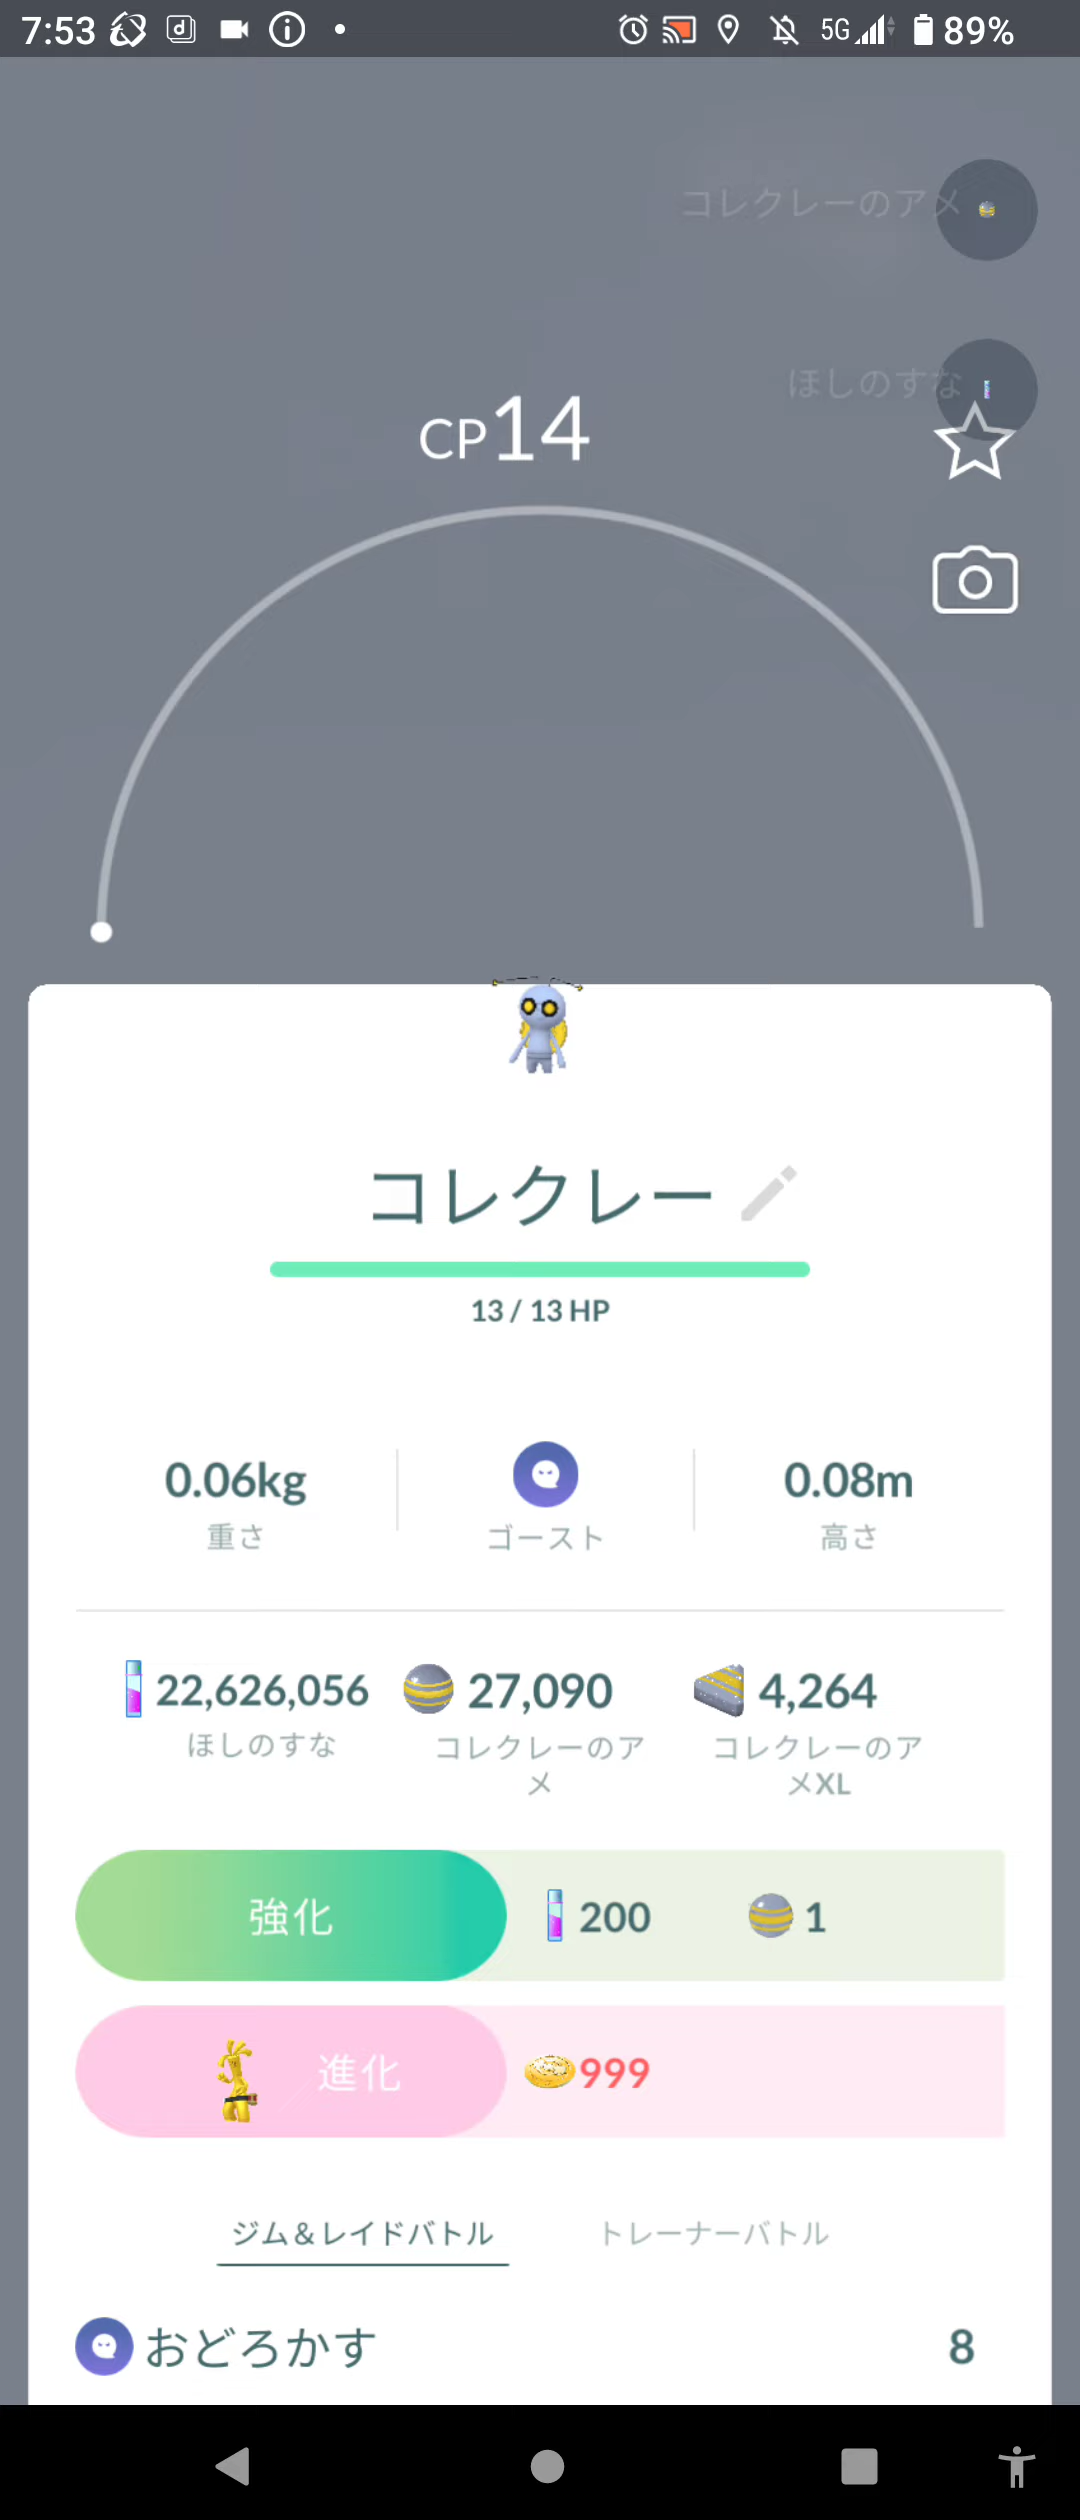 7:53
5G
89%
コレクレーのアメ
ほしのすな
CP14
コレクレー
13 / 13 HP
0.06kg
重さ
ゴースト
0.08m
高さ
22,626,056
ほしのすな
27,090
コレクレーのア
メ
4,264
コレクレーのア
メXL
強化
200
1
進化
999
ジム&レイドバトル
トレーナーバトル
おどろかす
8